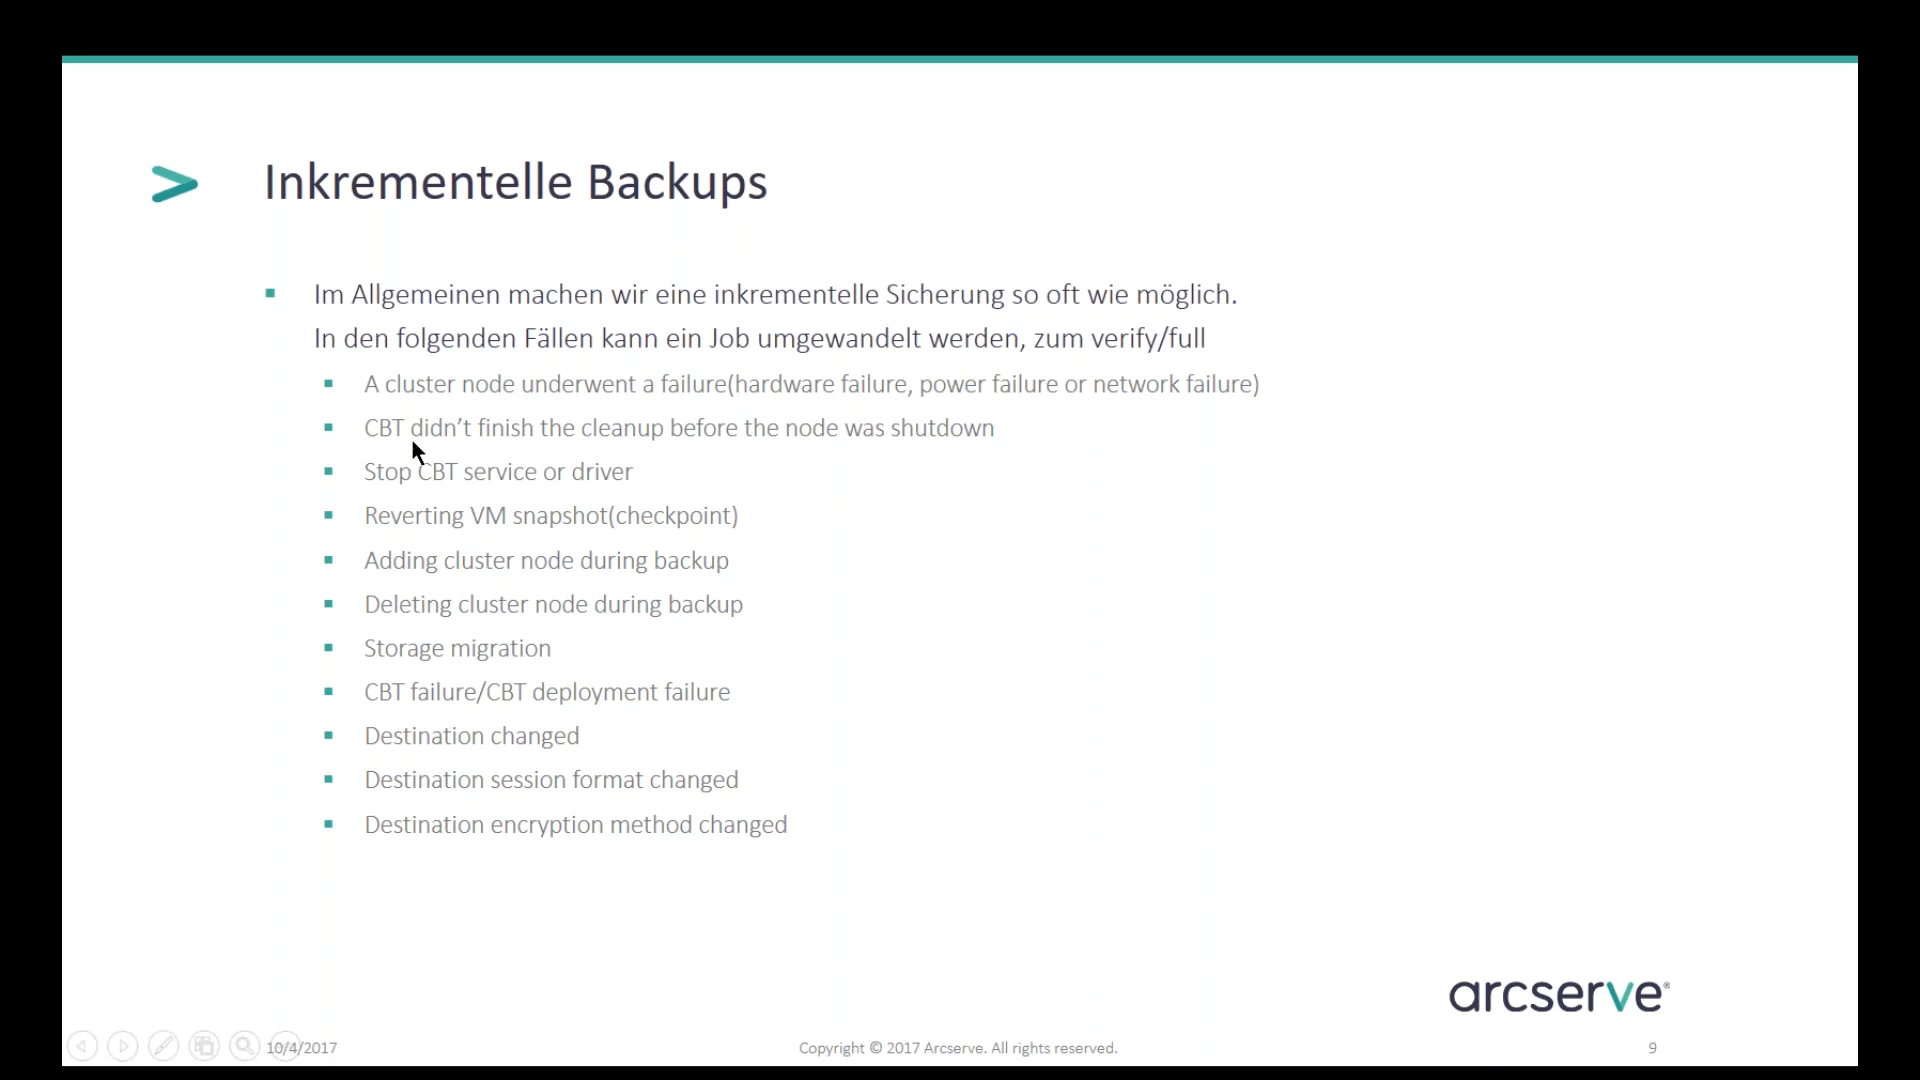 Inkrementelle Backups
Im Allgemeinen machen wir eine inkrementelle Sicherung so oft wie möglich.
In den folgenden Fällen kann ein Job umgewandelt werden, zum verify/full
A cluster node underwent a failure(hardware failure, power failure or network failure)
CBT didn’t finish the cleanup before the node was shutdown
Stop CBT service or driver
Reverting VM snapshot(checkpoint)
Adding cluster node during backup
Deleting cluster node during backup
Storage migration
CBT failure/CBT deployment failure
Destination changed
Destination session format changed
Destination encryption method changed
arcserve®
10/4/2017
Copyright © 2017 Arcserve. All rights reserved.
9